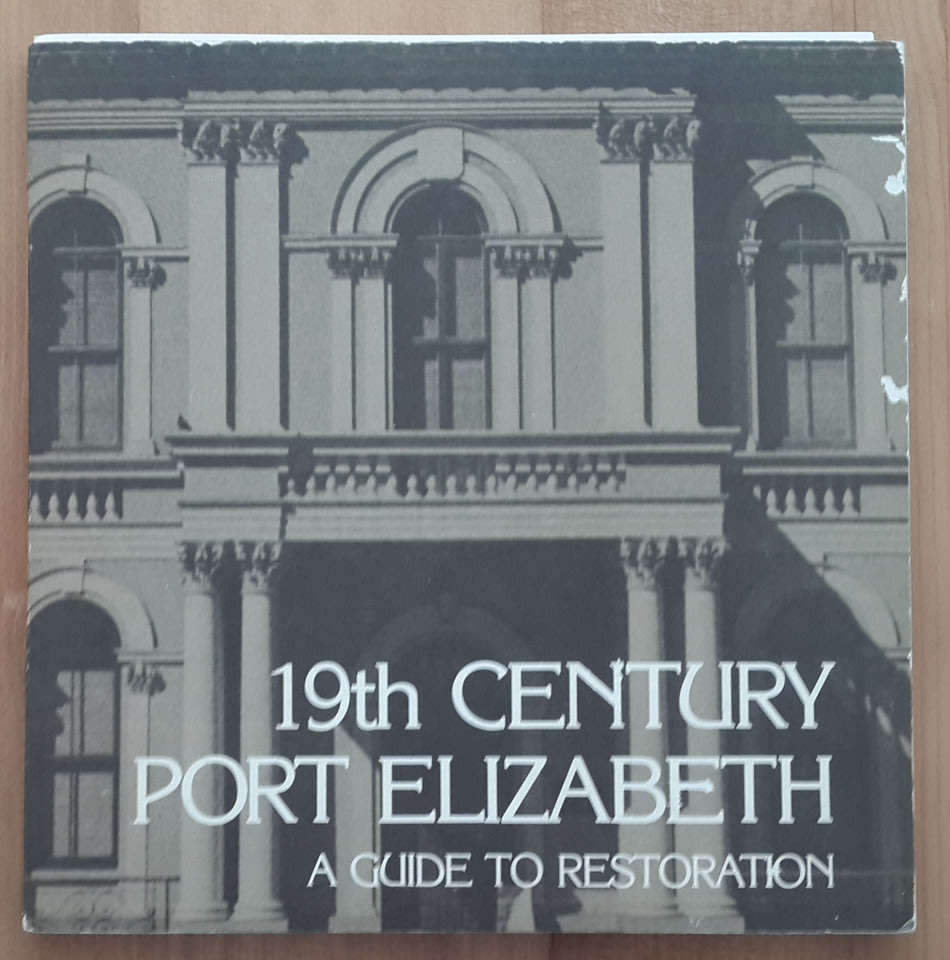 19th CENTURY
PORT ELIZABETH
A GUIDE TO RESTORATION